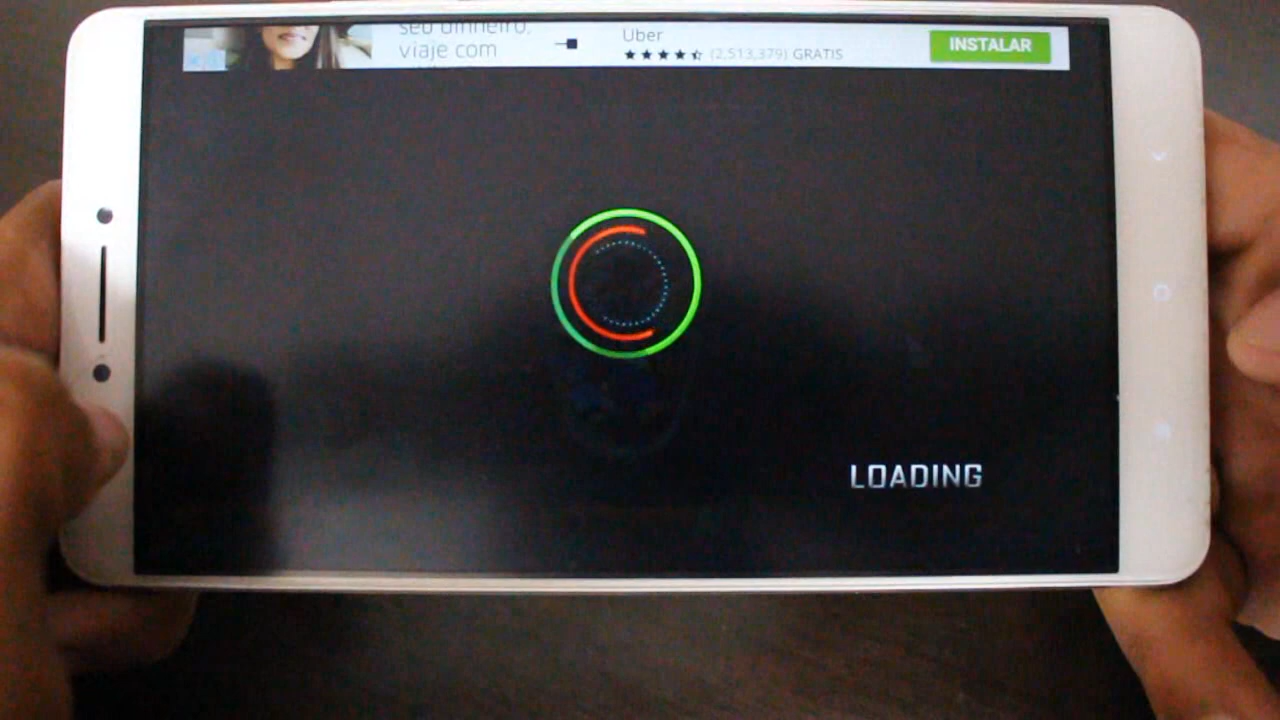 seu dinheiro,
viaje com
Uber
(2,513,379) GRATIS
INSTALAR
LOADING